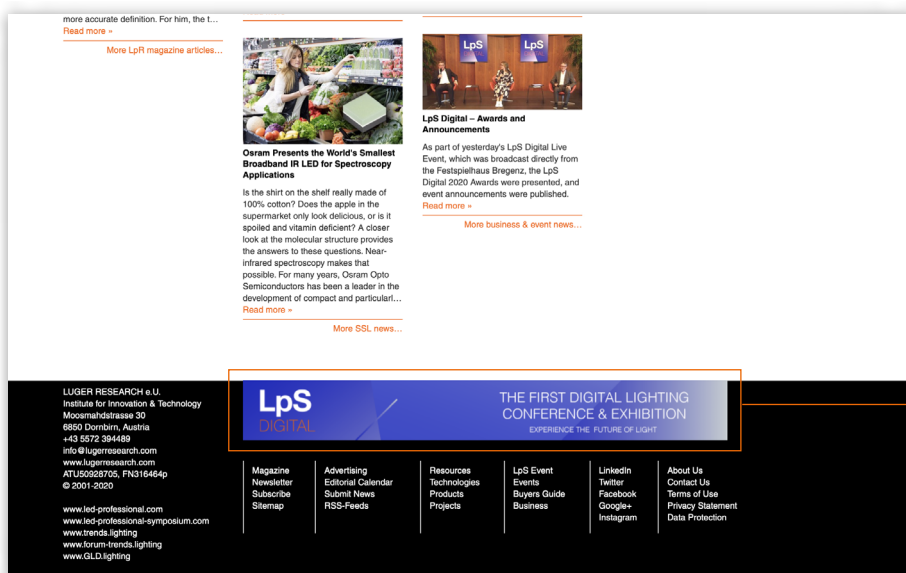 more accurate definition. For him, the t…
Read more »
More LpR magazine articles…
Osram Presents the World's Smallest
Broadband IR LED for Spectroscopy
Applications
Is the shirt on the shelf really made of
100% cotton? Does the apple in the
supermarket only look delicious, or is it
spoiled and vitamin deficient? A closer
look at the molecular structure provides
the answers to these questions. Near-
infrared spectroscopy makes that
possible. For many years, Osram Opto
Semiconductors has been a leader in the
development of compact and particularl…
Read more »
More SSL news…
LpS
LpS
LpS Digital – Awards and
Announcements
As part of yesterday's LpS Digital Live
Event, which was broadcast directly from
the Festspielhaus Bregenz, the LpS
Digital 2020 Awards were presented, and
event announcements were published.
Read more »
More business & event news…
LUGER RESEARCH e.U.
Institute for Innovation & Technology
Moosmahdstrasse 30
6850 Dornbirn, Austria
+43 5572 394489
info@lugerresearch.com
www.lugerresearch.com
ATU50928705, FN316464p
© 2001-2020
www.led-professional.com
www.led-professional-symposium.com
www.trends.lighting
www.forum-trends.lighting
www.GLD.lighting
LpS
DIGITAL
THE FIRST DIGITAL LIGHTING
CONFERENCE & EXHIBITION
EXPERIENCE THE FUTURE OF LIGHT
Magazine
Newsletter
Subscribe
Sitemap
Advertising
Editorial Calendar
Submit News
RSS-Feeds
Resources
Technologies
Products
Projects
LpS Event
Events
Buyers Guide
Business
LinkedIn
Twitter
Facebook
Google+
Instagram
About Us
Contact Us
Terms of Use
Privacy Statement
Data Protection